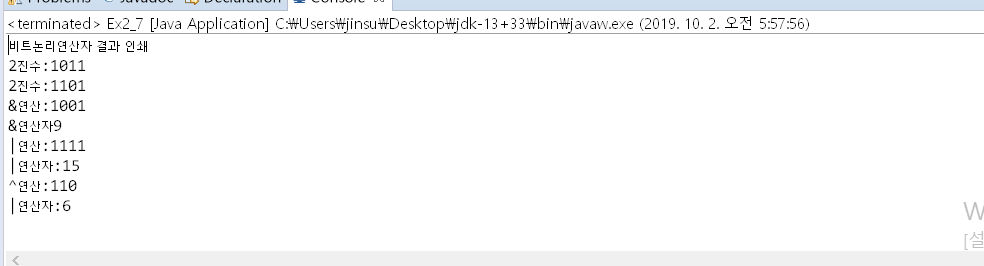 Problems Javadoc Declaration Console
<terminated> Ex2_7 [Java Application] C:₩Users₩jinsu₩Desktop₩jdk-13+33₩bin₩javaw.exe (2019. 10. 2. 오전 5:57:56)
비트논리연산자 결과 인쇄
2진수:1011
2진수:1101
&연산:1001
&연산자9
|연산:1111
|연산자:15
^연산:110
|연산자:6
W
[설